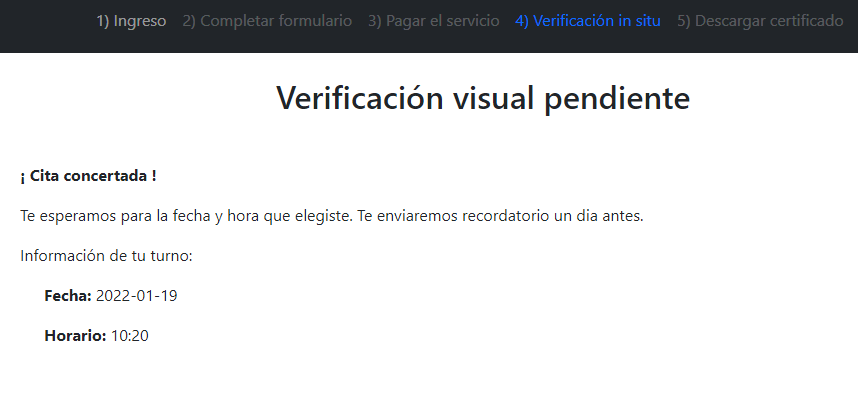 1) Ingreso 2) Completar formulario 3) Pagar el servicio 4) Verificación in situ 5) Descargar certificado
Verificación visual pendiente
¡ Cita concertada !
Te esperamos para la fecha y hora que elegiste. Te enviaremos recordatorio un dia antes.
Información de tu turno:
Fecha: 2022-01-19
Horario: 10:20